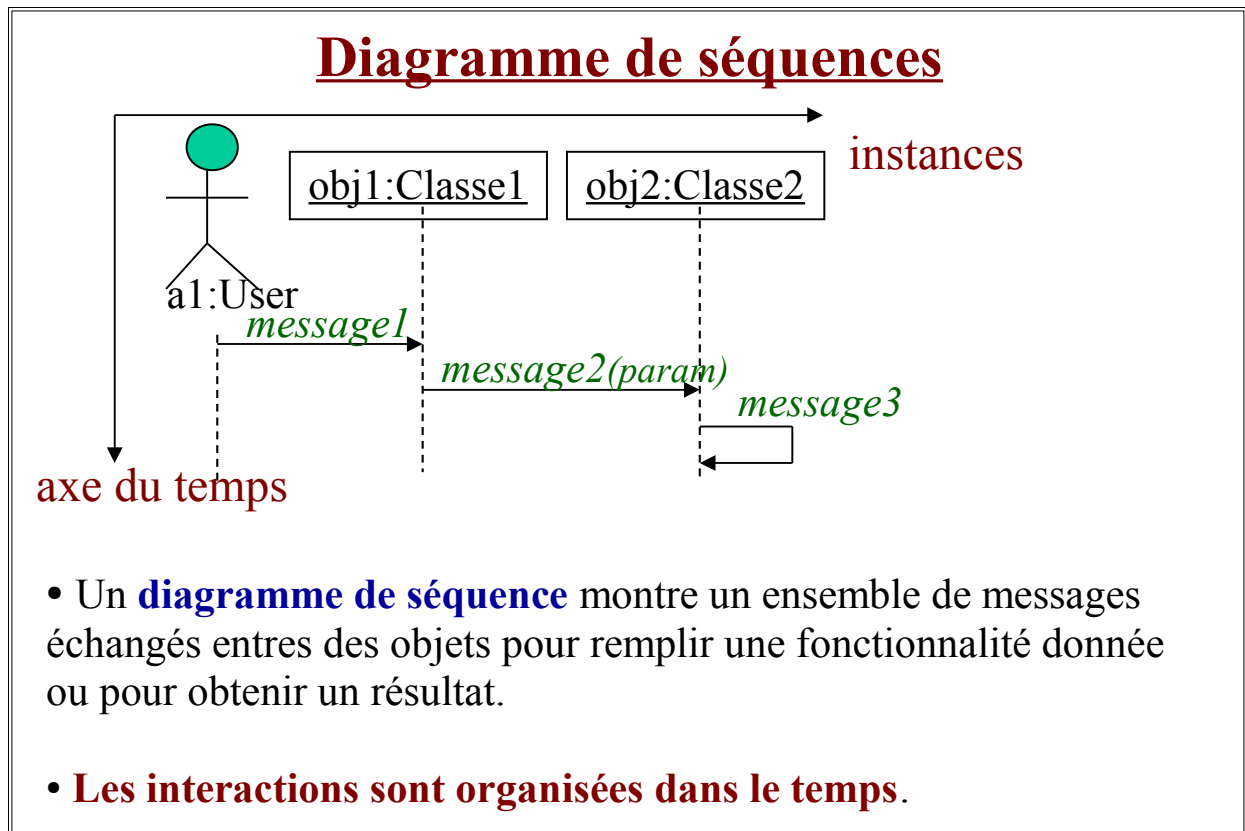 Diagramme de séquences
instances
obj1:Classe1
obj2:Classe2
a1:User
message1
message2(param)
message3
axe du temps
• Un diagramme de séquence montre un ensemble de messages
échangés entres des objets pour remplir une fonctionnalité donnée
ou pour obtenir un résultat.
• Les interactions sont organisées dans le temps.